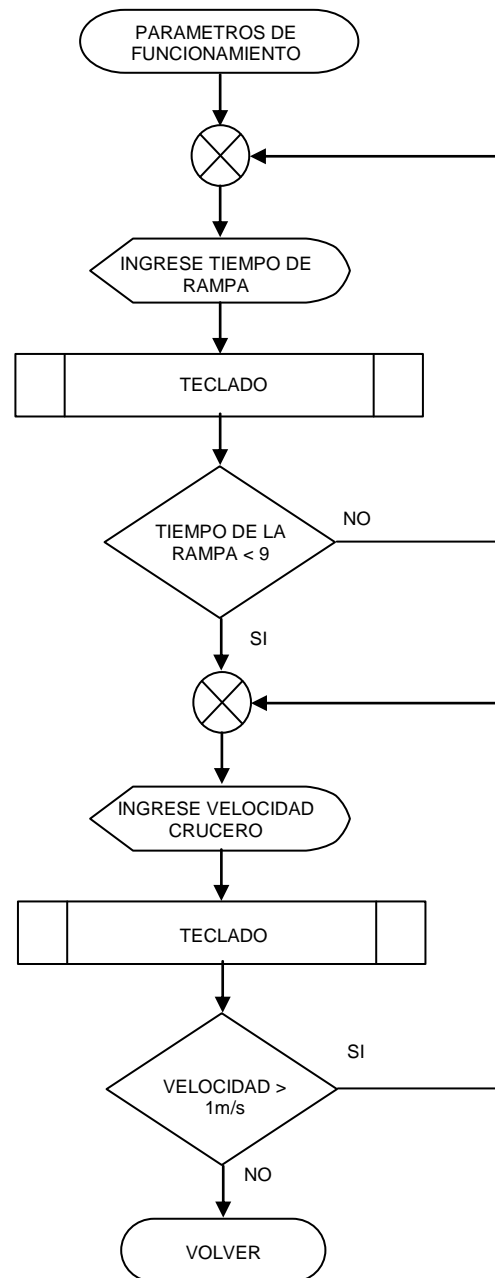 PARAMETROS DE
FUNCIONAMIENTO
INGRESE TIEMPO DE
RAMPA
TECLADO
TIEMPO DE LA
RAMPA < 9
NO
SI
INGRESE VELOCIDAD
CRUCERO
TECLADO
VELOCIDAD >
1m/s
SI
NO
VOLVER